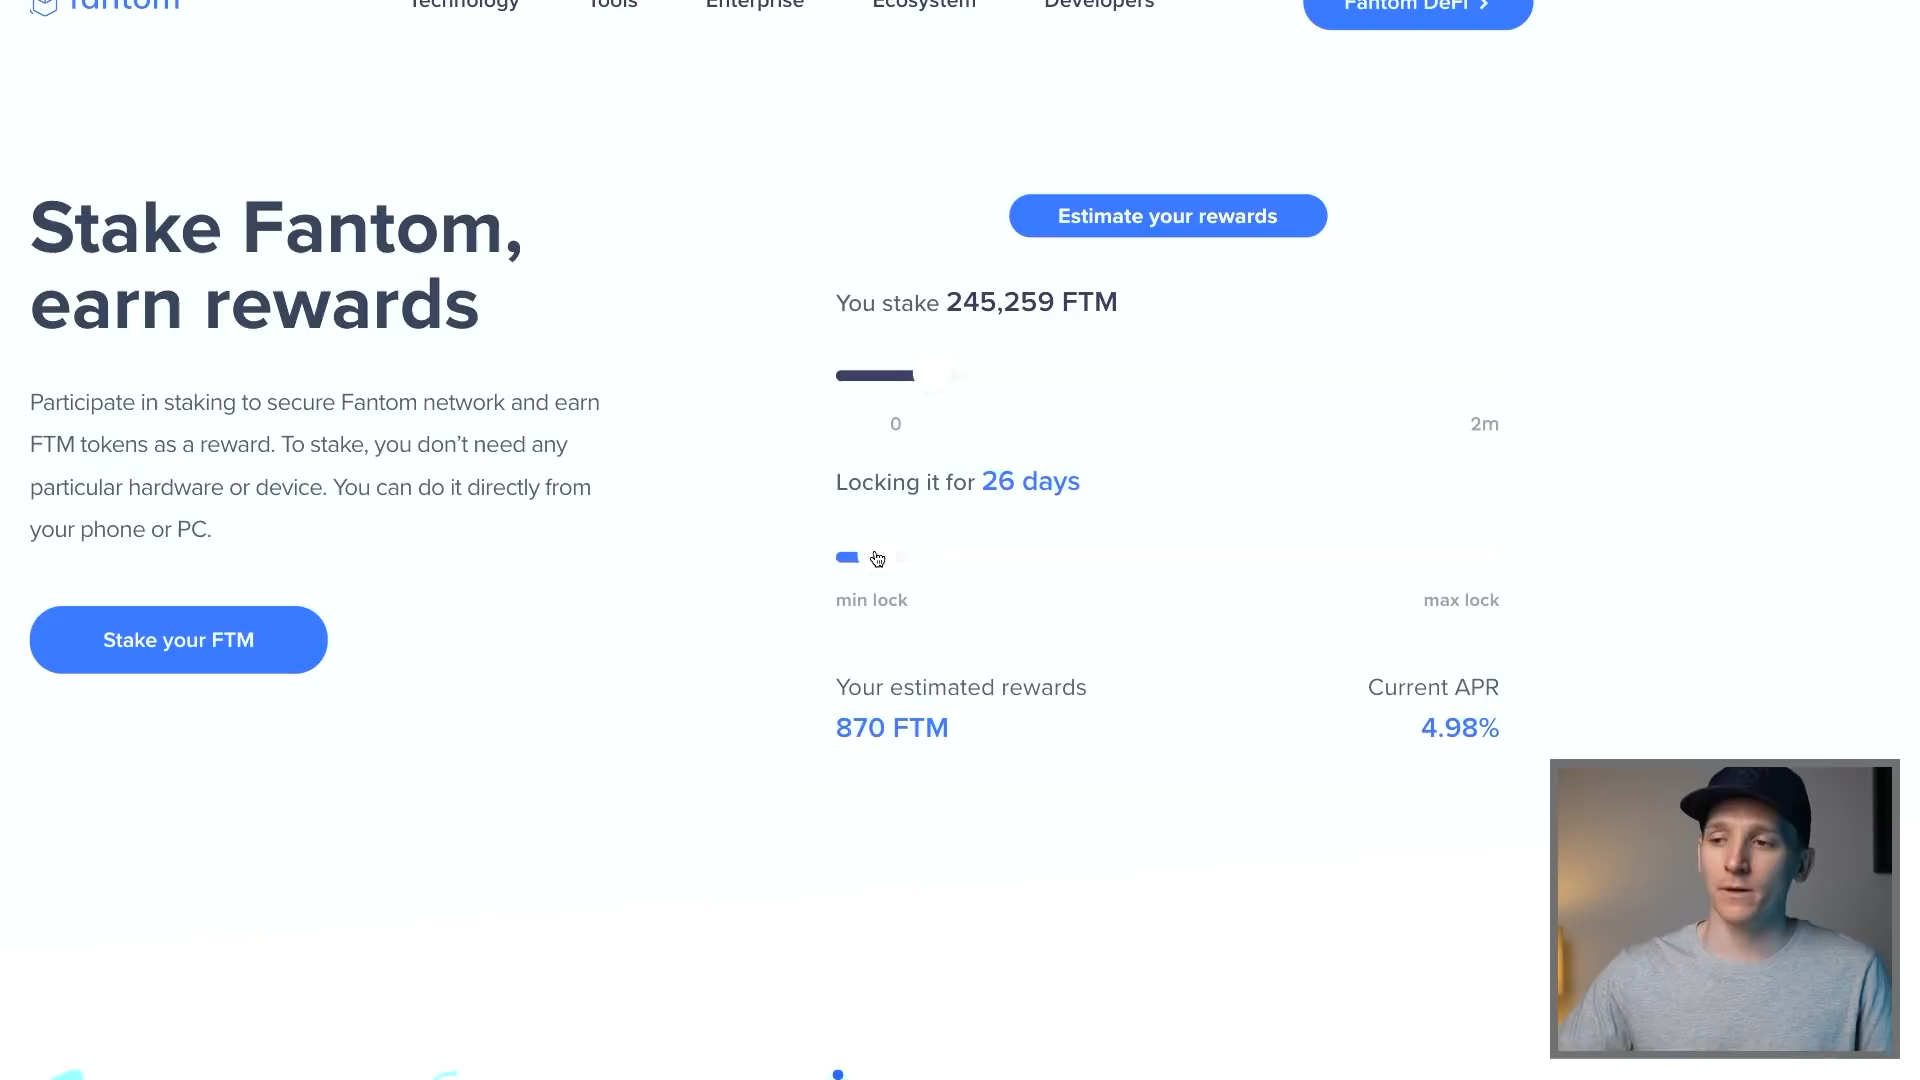 fantom
Technology
Tools
Enterprise
Ecosystem
Developers
Fantom DeFi
Stake Fantom,
earn rewards
Participate in staking to secure Fantom network and earn
FTM tokens as a reward. To stake, you don’t need any
particular hardware or device. You can do it directly from
your phone or PC.
Stake your FTM
Estimate your rewards
You stake 245,259 FTM
0
2m
Locking it for 26 days
min lock
max lock
Your estimated rewards
870 FTM
Current APR
4.98%